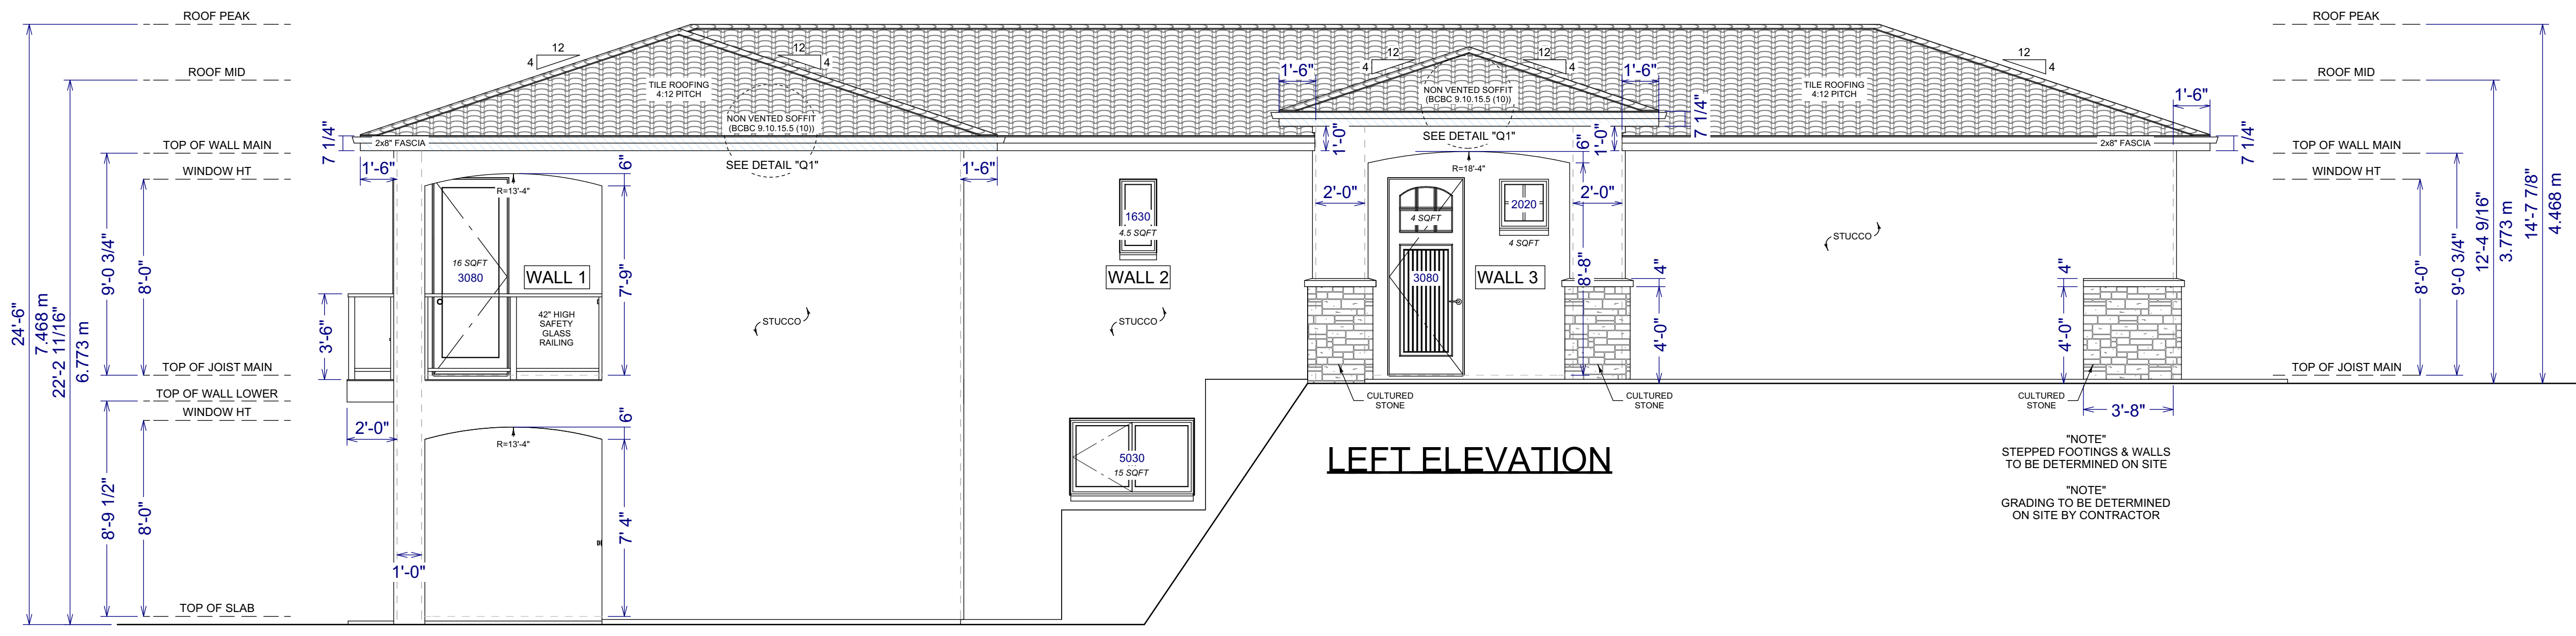 ROOF PEAK
ROOF MID
TOP OF WALL MAIN
WINDOW HT
TOP OF JOIST MAIN
TOP OF WALL LOWER
WINDOW HT
TOP OF SLAB
24'-6"
7.468 m
22'-2 11/16"
6.773 m
9'-0 3/4"
8'-0"
8'-9 1/2"
8'-0"
7 1/4"
1'-6"
3'-6"
2'-0"
1'-0"
12
4
12
4
TILE ROOFING
4:12 PITCH
2x8" FASCIA
NON VENTED SOFFIT
(BCBC 9.10.15.5 (10))
SEE DETAIL "Q1"
R=13'-4"
16 SQFT
3080
WALL 1
42" HIGH
SAFETY
GLASS
RAILING
6"
7'-9"
R=13'-4"
6"
7' 4"
STUCCO
1'-6"
1630
4.5 SQFT
WALL 2
STUCCO
5030
15 SQFT
1'-6"
12
4
12
4
1'-6"
NON VENTED SOFFIT
(BCBC 9.10.15.5 (10))
SEE DETAIL "Q1"
7 1/4"
1'-0"
6"
1'-0"
R=18'-4"
2'-0"
2'-0"
4 SQFT
3080
2020
4 SQFT
WALL 3
8'-8"
4"
4'-0"
CULTURED
STONE
CULTURED
STONE
LEFT ELEVATION
TILE ROOFING
4:12 PITCH
12
4
1'-6"
2x8" FASCIA
7 1/4"
STUCCO
4"
4'-0"
CULTURED
STONE
3'-8"
"NOTE"
STEPPED FOOTINGS & WALLS
TO BE DETERMINED ON SITE
"NOTE"
GRADING TO BE DETERMINED
ON SITE BY CONTRACTOR
ROOF PEAK
ROOF MID
TOP OF WALL MAIN
WINDOW HT
TOP OF JOIST MAIN
8'-0"
9'-0 3/4"
12'-4 9/16"
3.773 m
14'-7 7/8"
4.468 m